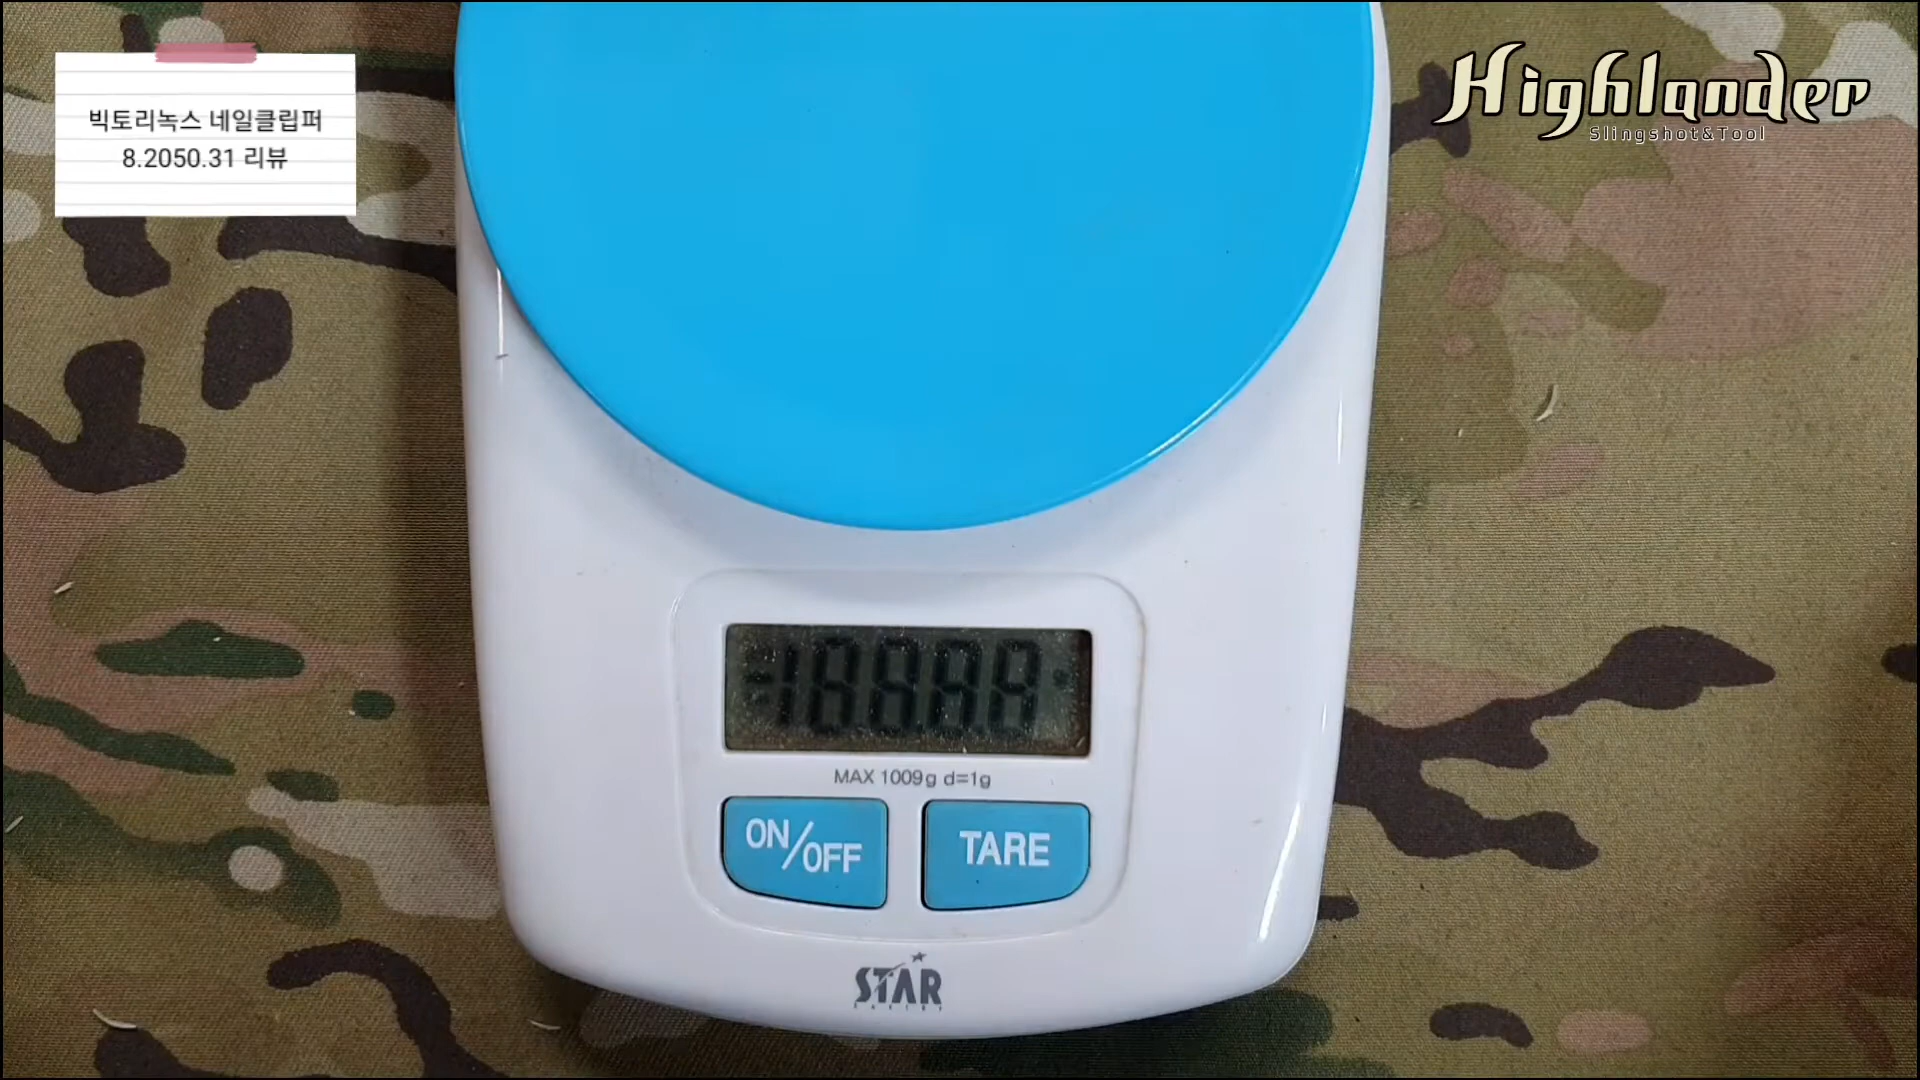 빅토리녹스 네일클립퍼
8.2050.31 리뷰
Highlander
Slingshot&Tool
18888
MAX 1009g d=1g
ON/OFF
TARE
STAR